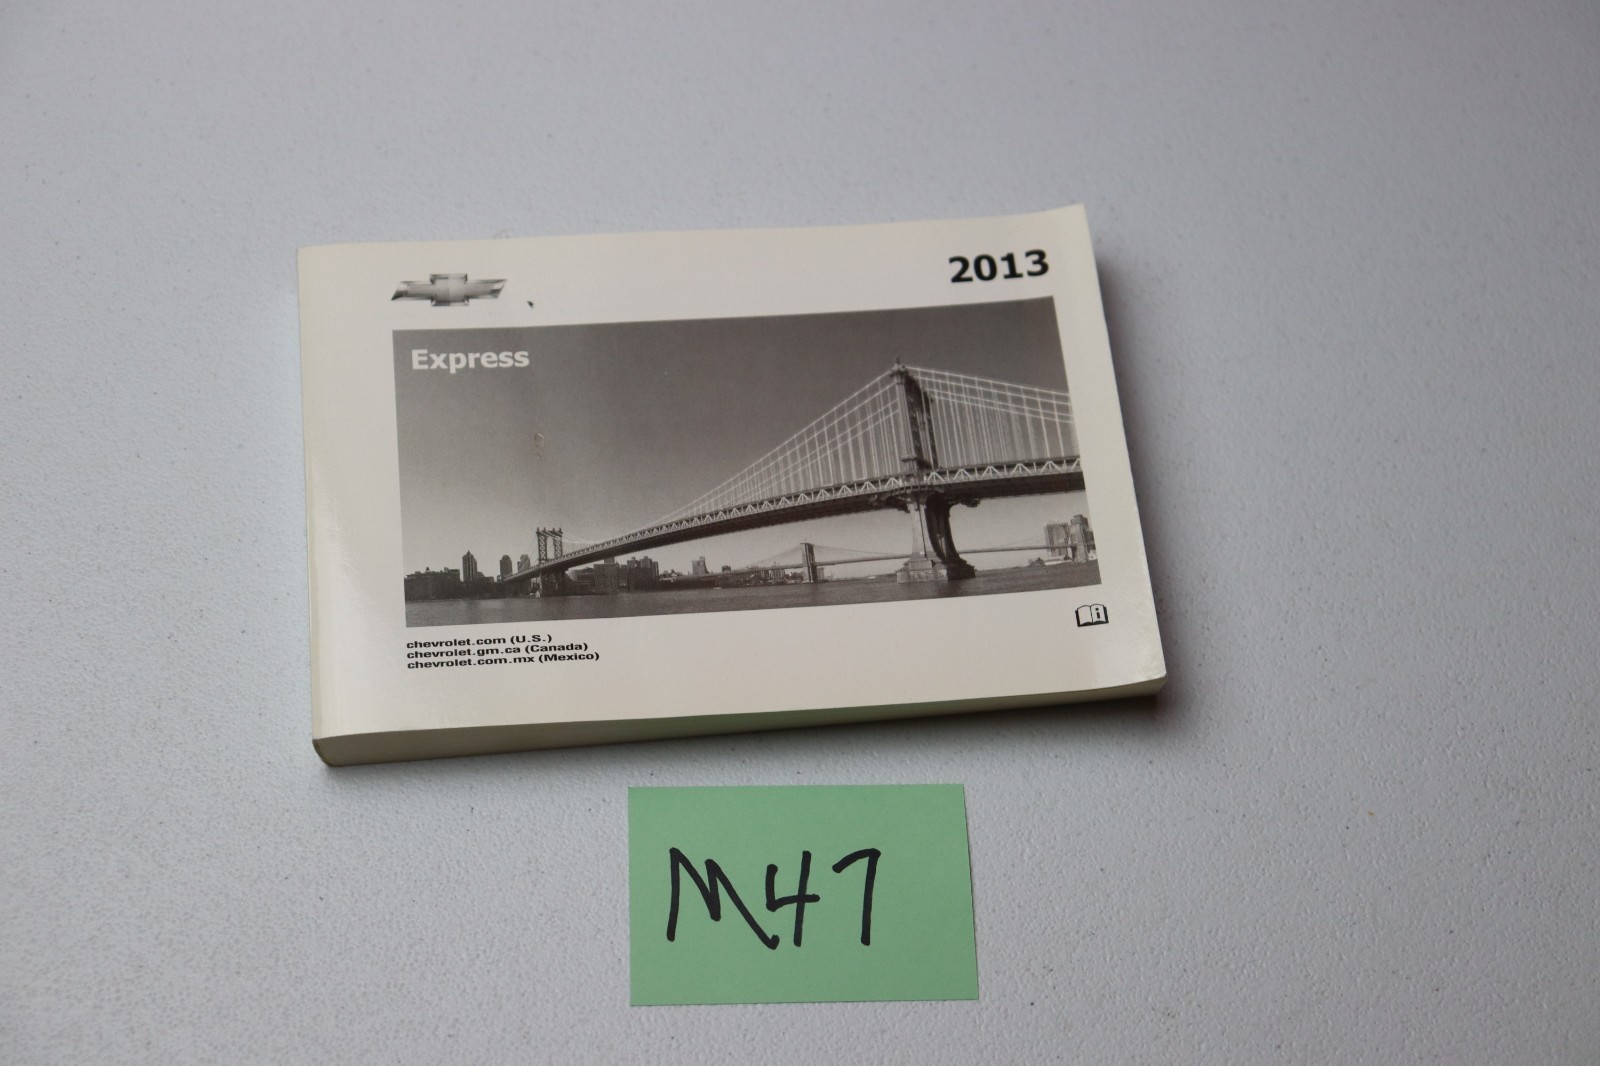 2013
Express
chevrolet.com (U.S.)
chevrolet.gm.ca (Canada)
chevrolet.com.mx (Mexico)
i
M47